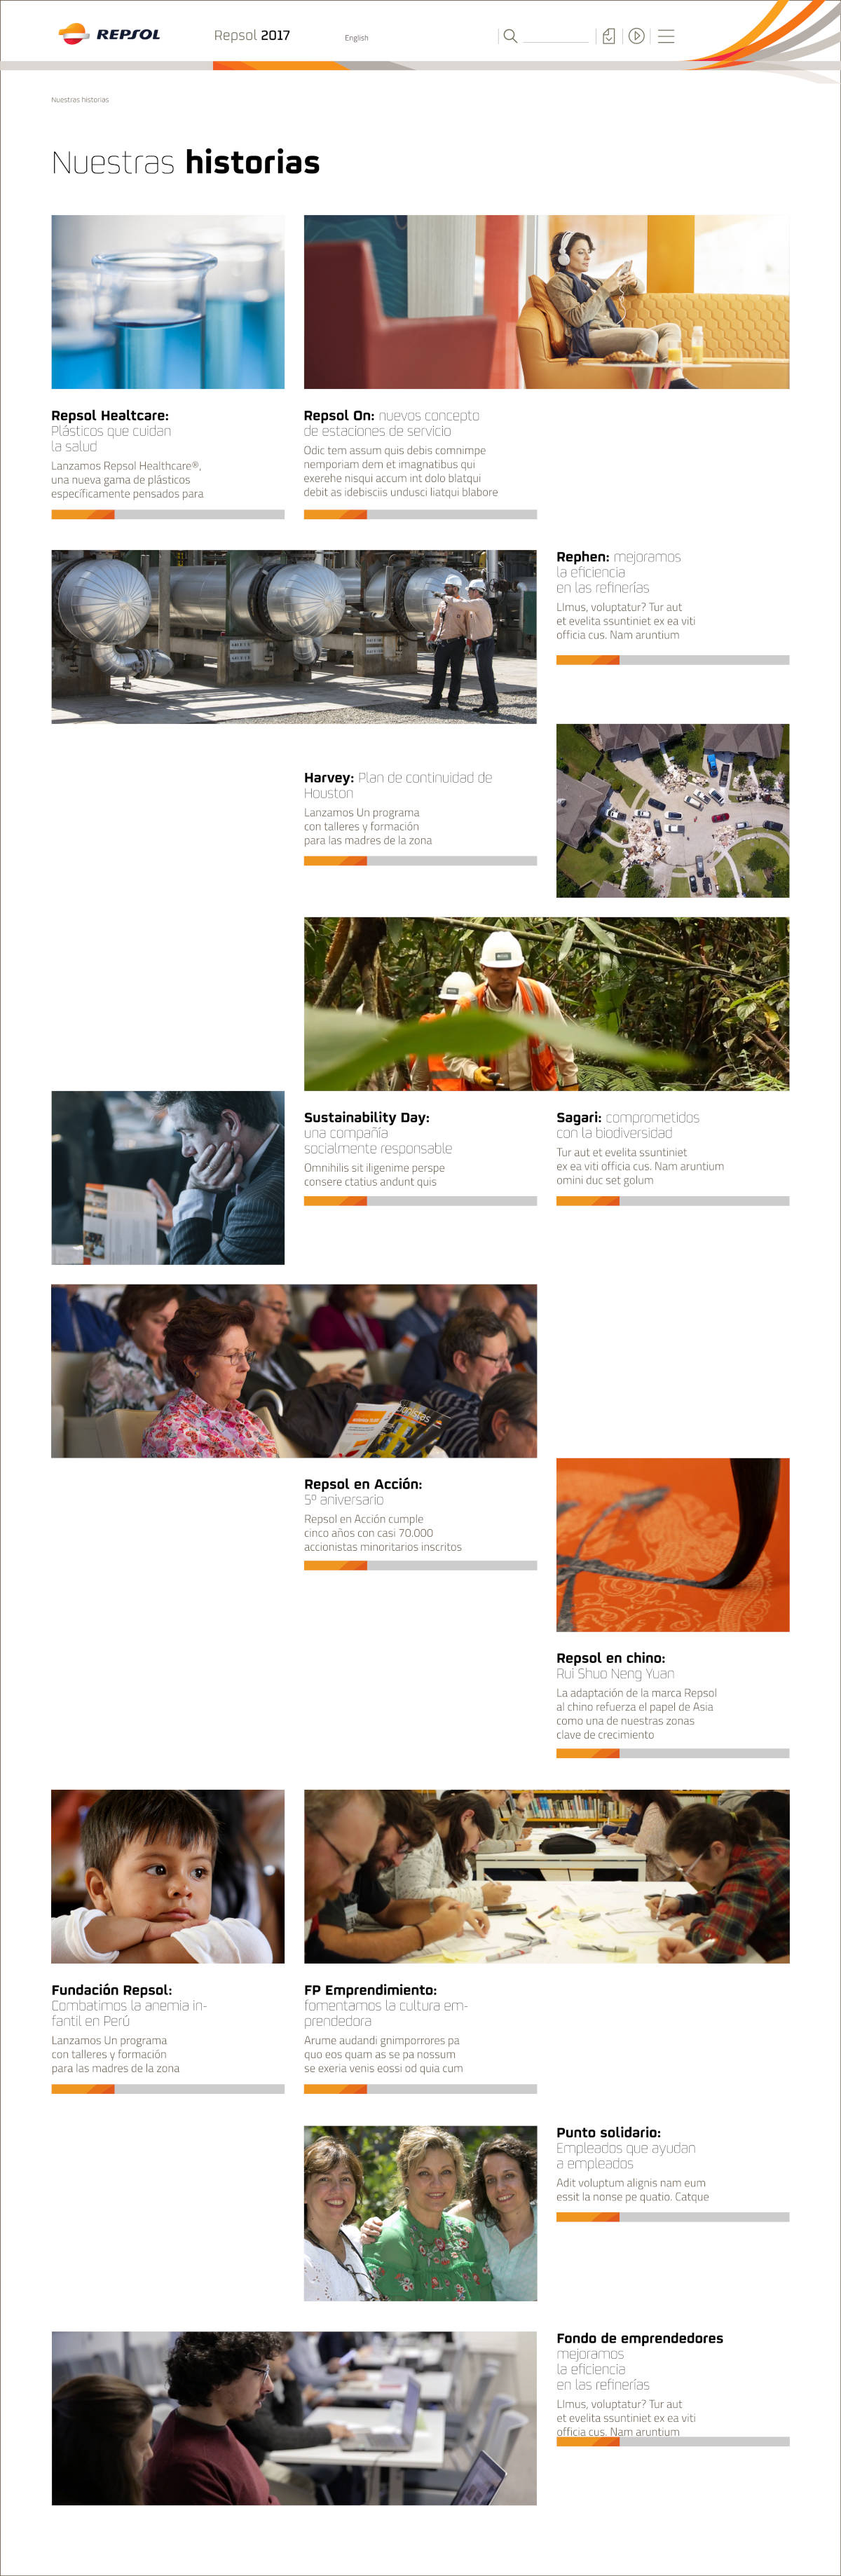 REPSOL
Repsol 2017
English
Nuestras historias
Nuestras historias
Repsol Healtcare:
Plásticos que cuidan
la salud
Lanzamos Repsol Healthcare®,
una nueva gama de plásticos
específicamente pensados para
Repsol On: nuevos concepto
de estaciones de servicio
Odic tem assum quis debis comnimpe
nemporiam dem et imagnatibus qui
exerehe nisqui accum int dolo blatqui
debit as idebisciis undusci liatqui blabore
Rephen: mejoramos
la eficiencia
en las refinerías
LImus, voluptatur? Tur aut
et evelita ssuntiniet ex ea viti
officia cus. Nam aruntium
Harvey: Plan de continuidad de
Houston
Lanzamos Un programa
con talleres y formación
para las madres de la zona
Sustainability Day:
una compañía
socialmente responsable
Omnihilis sit iligenime perspe
consere ctatius andunt quis
Sagari: comprometidos
con la biodiversidad
Tur aut et evelita ssuntiniet
ex ea viti officia cus. Nam aruntium
omini duc set golum
Repsol en Acción:
5º aniversario
Repsol en Acción cumple
cinco años con casi 70.000
accionistas minoritarios inscritos
Repsol en chino:
Rui Shuo Neng Yuan
La adaptación de la marca Repsol
al chino refuerza el papel de Asia
como una de nuestras zonas
clave de crecimiento
Fundación Repsol:
Combatimos la anemia in-
fantil en Perú
Lanzamos Un programa
con talleres y formación
para las madres de la zona
FP Emprendimiento:
fomentamos la cultura em-
prendedora
Arume audandi gnimporrores pa
quo eos quam as se pa nossum
se exeria venis eossi od quia cum
Punto solidario:
Empleados que ayudan
a empleados
Adit voluptum alignis nam eum
essit la nonse pe quatio. Catque
Fondo de emprendedores
mejoramos
la eficiencia
en las refinerías
LImus, voluptatur? Tur aut
et evelita ssuntiniet ex ea viti
officia cus. Nam aruntium